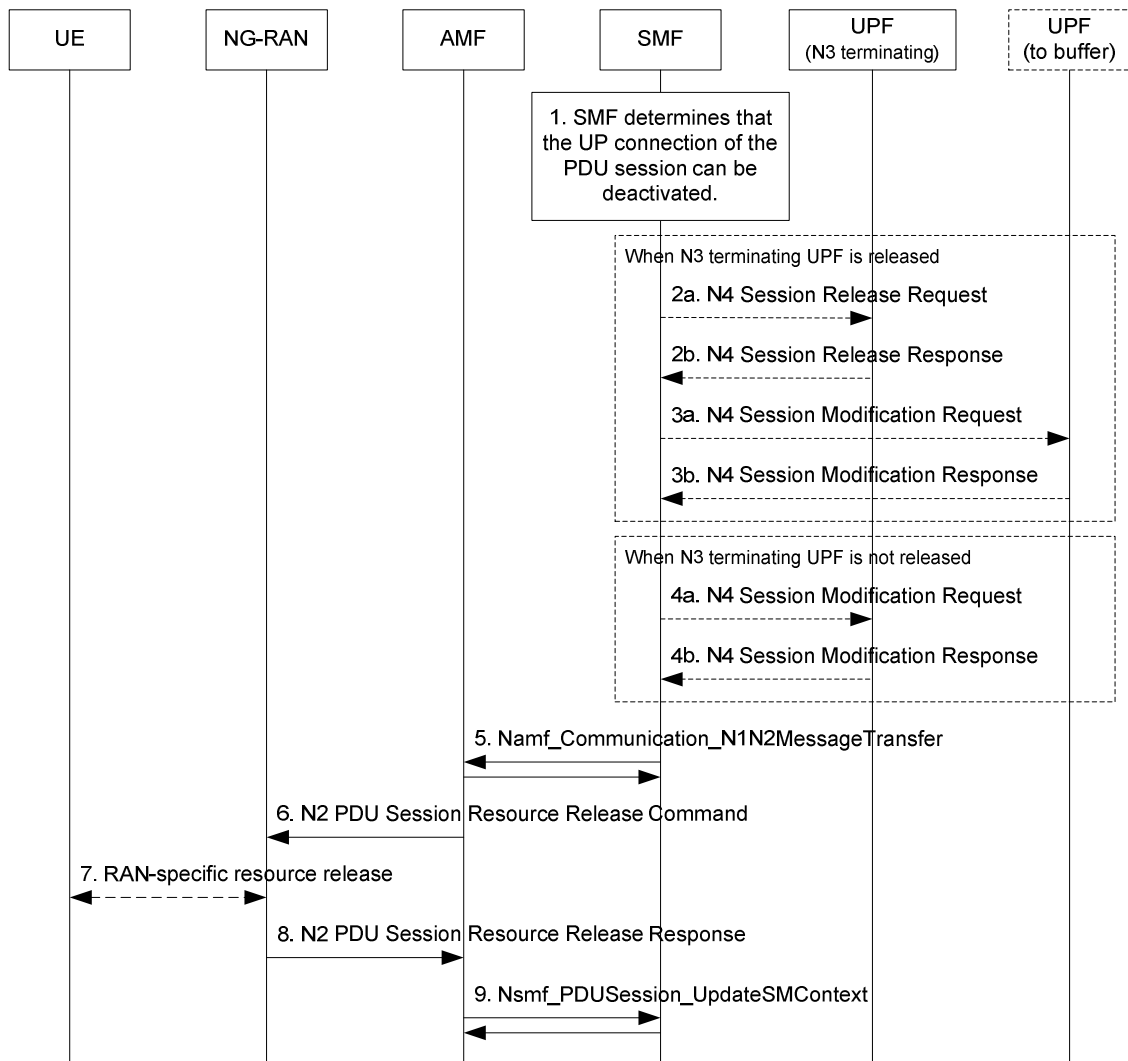 UE
NG-RAN
AMF
SMF
UPF
(N3 terminating)
UPF
(to buffer)
1. SMF determines that
the UP connection of the
PDU session can be
deactivated.
When N3 terminating UPF is released
2a. N4 Session Release Request
2b. N4 Session Release Response
3a. N4 Session Modification Request
3b. N4 Session Modification Response
When N3 terminating UPF is not released
4a. N4 Session Modification Request
4b. N4 Session Modification Response
5. Namf_Communication_N1N2MessageTransfer
6. N2 PDU Session Resource Release Command
7. RAN-specific resource release
8. N2 PDU Session Resource Release Response
9. Nsmf_PDUSession_UpdateSMContext